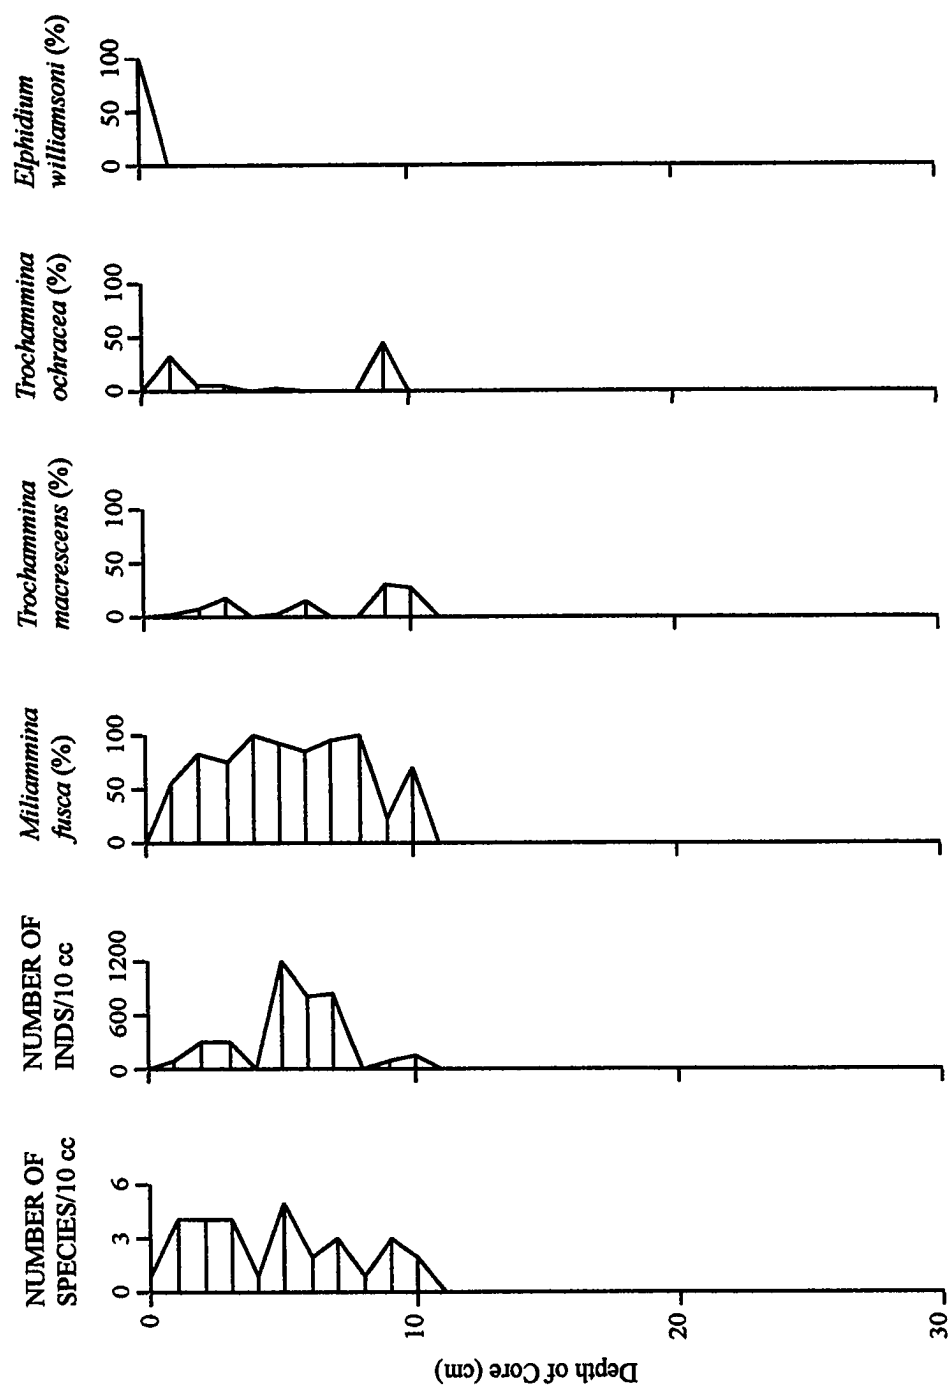 NUMBER OF
SPECIES/10 cc
0
3
6
NUMBER OF
INDS/10 cc
0
600
1200
Miliammina
fusca (%)
0
50
100
Trochammina
macrescens (%)
0
50
100
Trochammina
ochracea (%)
0
50
100
Elphidium
williamsoni (%)
0
50
100
0
10
20
30
Depth of Core (cm)